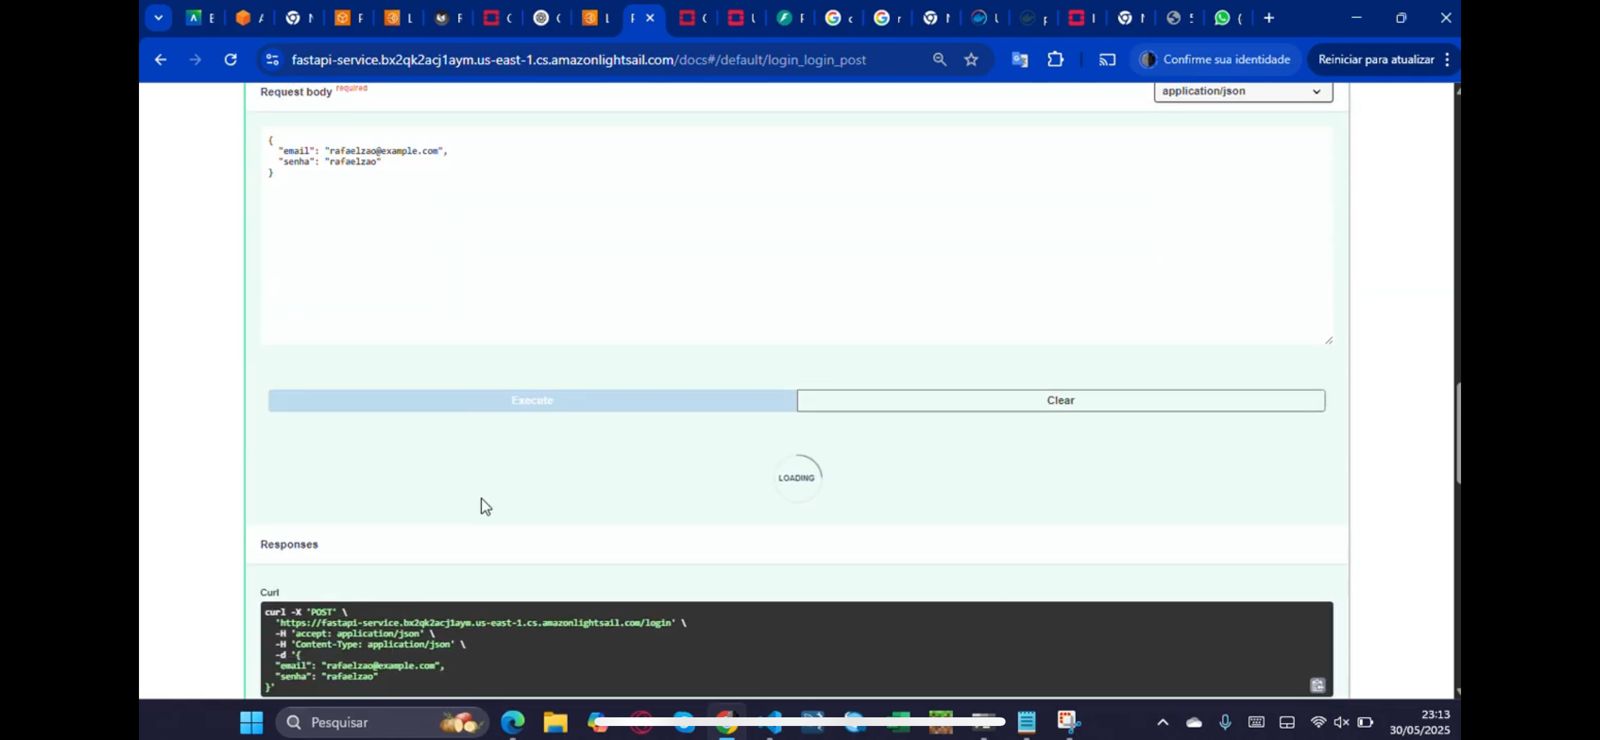 fastapi-service.bx2qk2acj1aym.us-east-1.cs.amazonlightsail.com/docs#/default/login_login_post
Confirme sua identidade
Reiniciar para atualizar
Request body required
application/json
{
  "email": "rafaelzao@example.com",
  "senha": "rafaelzao"
}
Execute
Clear
LOADING
Responses
Curl
curl -X 'POST' \
  'https://fastapi-service.bx2qk2acj1aym.us-east-1.cs.amazonlightsail.com/login' \
  -H 'accept: application/json' \
  -H 'Content-Type: application/json' \
  -d '{
  "email": "rafaelzao@example.com",
  "senha": "rafaelzao"
}'
Pesquisar
23:13
30/05/2025